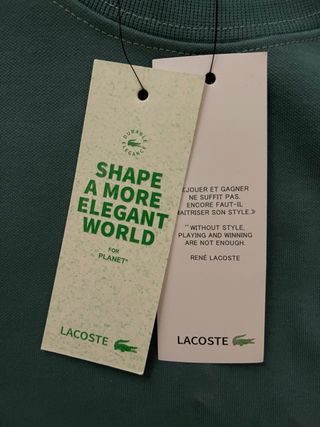 DURABLE
ELEGANCE
SHAPE
A MORE
ELEGANT
WORLD
FOR
PLANET*
LACOSTE
JOUER ET GAGNER
NE SUFFIT PAS.
ENCORE FAUT-IL
AITRISER SON STYLE.»
“WITHOUT STYLE,
PLAYING AND WINNING
ARE NOT ENOUGH.
RENÉ LACOSTE
LACOSTE